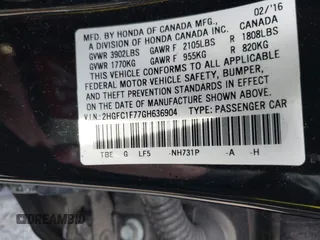 02/'16
MFD. BY HONDA OF CANADA MFG., CANADA
A DIVISION OF HONDA CANADA INC.
GVWR 3902LBS GAWR F 2105LBS R 1808LBS
GVWR 1770KG GAWR F 955KG R 820KG
THIS VEHICLE CONFORMS TO ALL APPLICABLE
FEDERAL MOTOR VEHICLE SAFETY, BUMPER,
AND THEFT PREVENTION STANDARDS IN EFFECT
ON THE DATE OF MANUFACTURE SHOWN ABOVE.
V.I.N.:2HGFC1F77GH636904 TYPE: PASSENGER CAR
TBE G LF5 -NH731P -A -H
DREAMBID